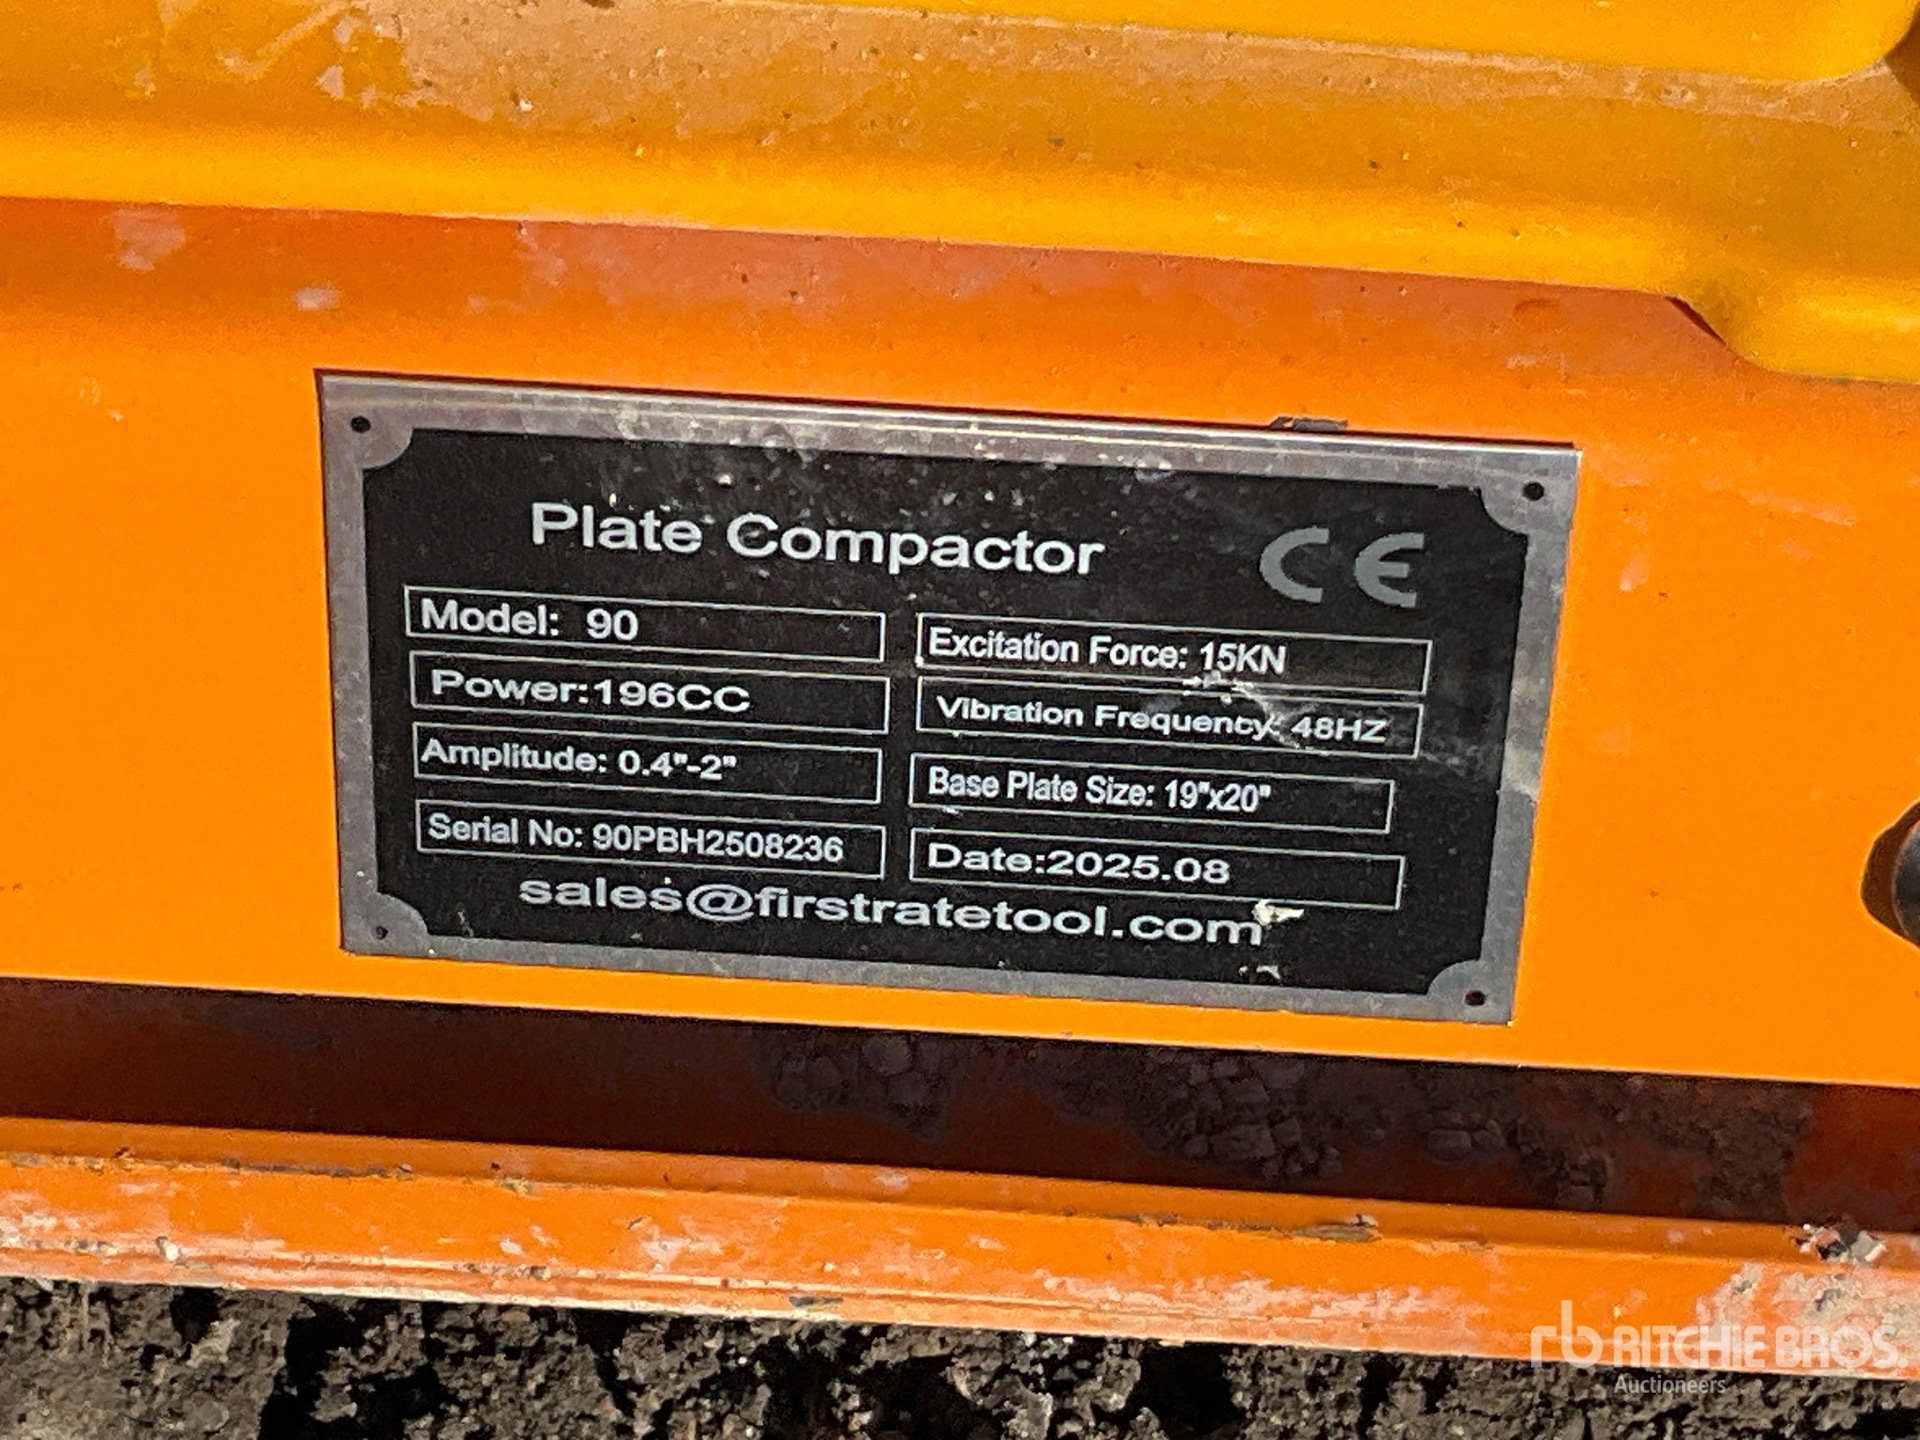 Plate Compactor CE
Model: 90
Power:196CC
Amplitude: 0.4"-2"
Serial No: 90PBH2508236
Excitation Force: 15KN
Vibration Frequency: 48HZ
Base Plate Size: 19"x20"
Date:2025.08
sales@firstratetool.com
rb RITCHIE BROS.
Auctioneers